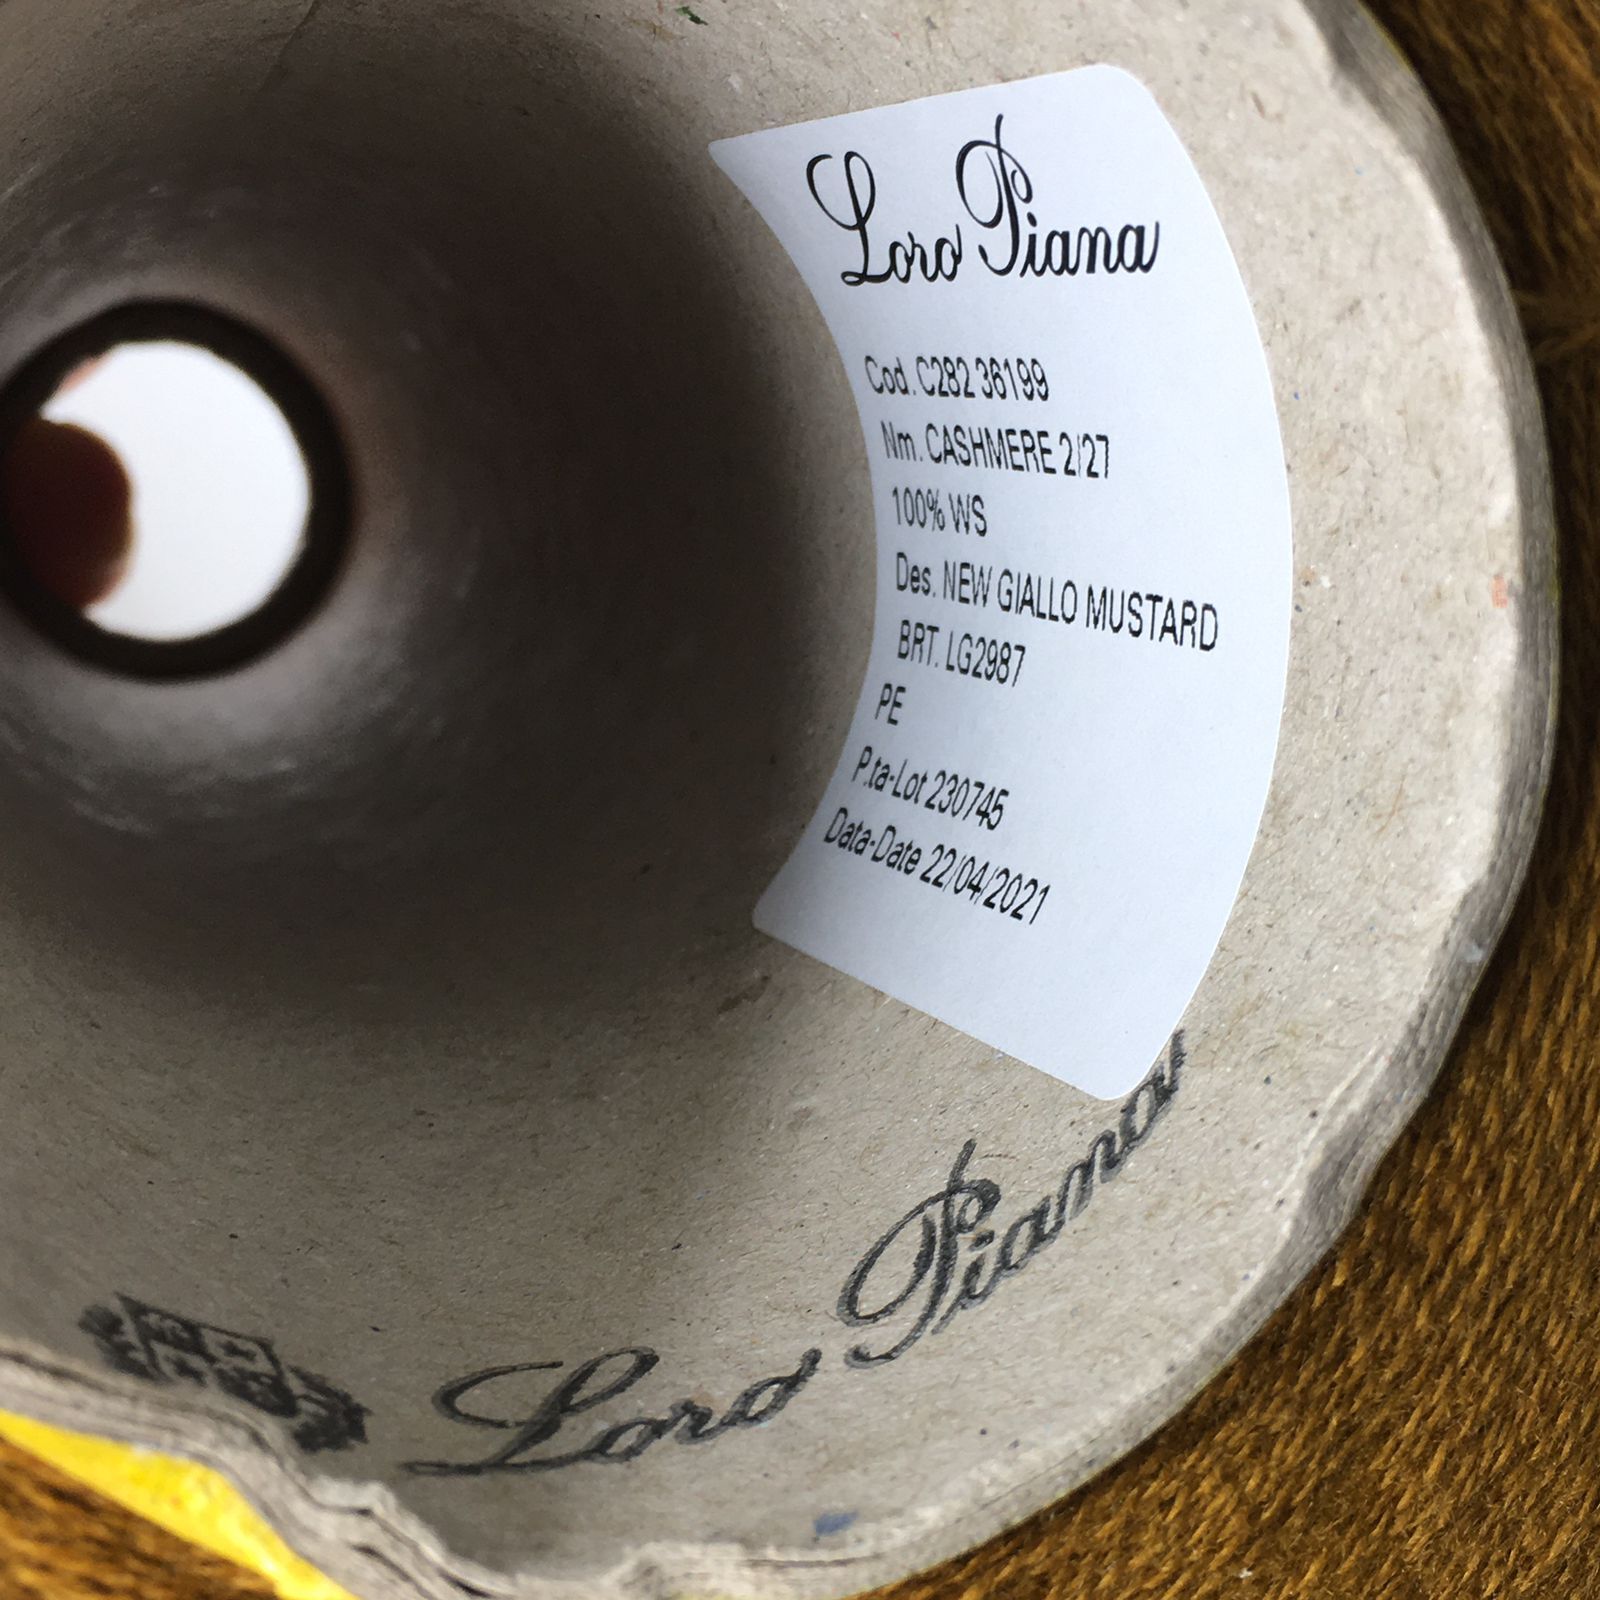 Loro Piana
Cod. C282 36199
Nm. CASHMERE 2/27
100% WS
Des. NEW GIALLO MUSTARD
BRT. LG2987
PE
P.ta-Lot 230745
Data-Date 22/04/2021
Loro Piana